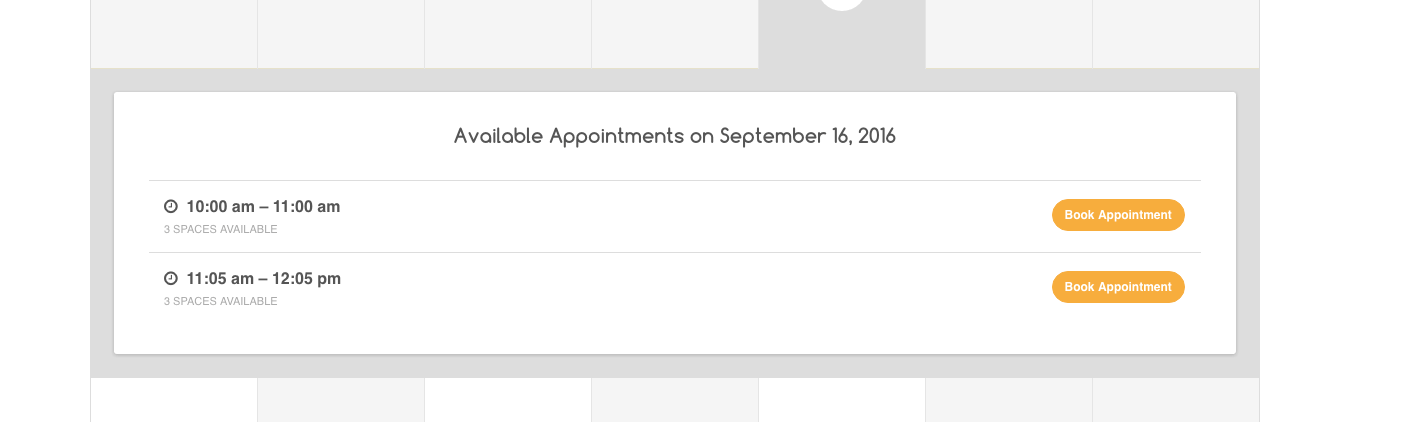 Available Appointments on September 16, 2016
10:00 am – 11:00 am
Book Appointment
3 SPACES AVAILABLE
11:05 am – 12:05 pm
Book Appointment
3 SPACES AVAILABLE